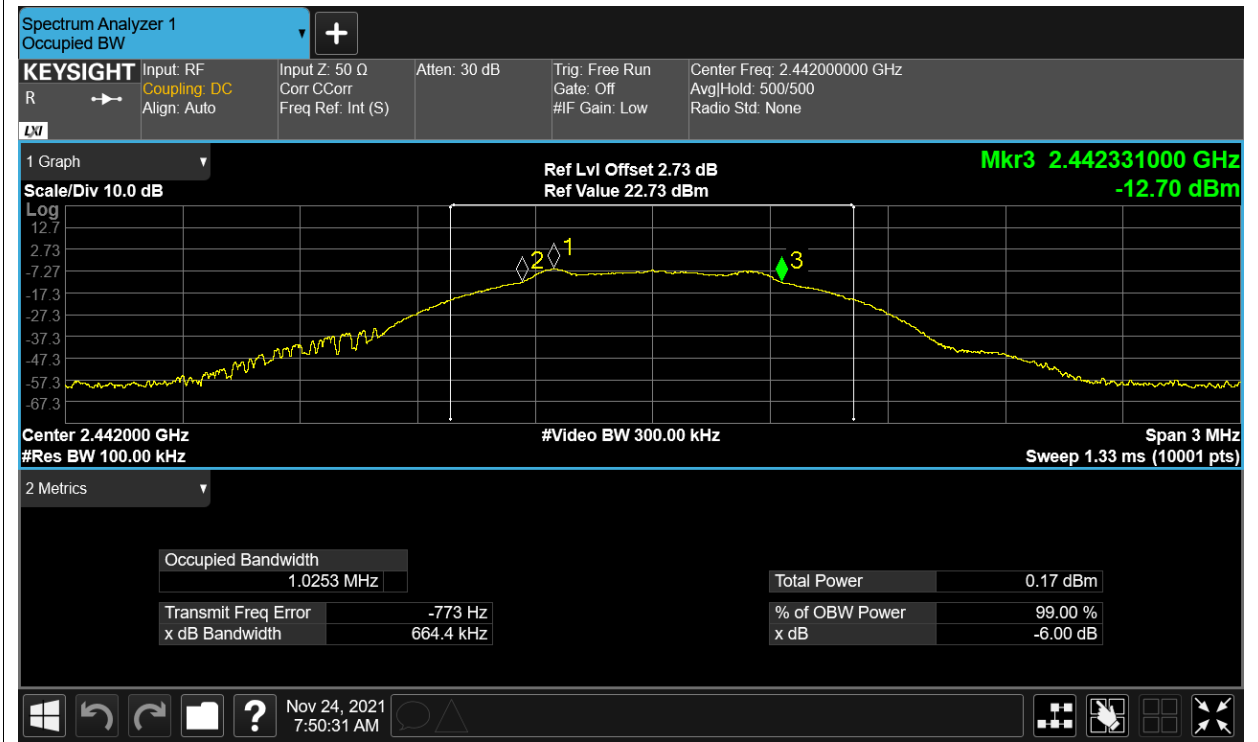 Spectrum Analyzer 1
Occupied BW
KEYSIGHT
R
LXI
Input: RF
Coupling: DC
Align: Auto
Input Z: 50 Ω
Corr CCorr
Freq Ref: Int (S)
Atten: 30 dB
Trig: Free Run
Gate: Off
#IF Gain: Low
Center Freq: 2.442000000 GHz
Avg|Hold: 500/500
Radio Std: None
1 Graph
Scale/Div 10.0 dB
Ref Lvl Offset 2.73 dB
Ref Value 22.73 dBm
Mkr3 2.442331000 GHz
-12.70 dBm
Log
12.7
2.73
-7.27
-17.3
-27.3
-37.3
-47.3
-57.3
-67.3
2
1
3
Center 2.442000 GHz
#Res BW 100.00 kHz
#Video BW 300.00 kHz
Span 3 MHz
Sweep 1.33 ms (10001 pts)
2 Metrics
Occupied Bandwidth
1.0253 MHz
Transmit Freq Error -773 Hz
x dB Bandwidth 664.4 kHz
Total Power 0.17 dBm
% of OBW Power 99.00 %
x dB -6.00 dB
?
Nov 24, 2021
7:50:31 AM